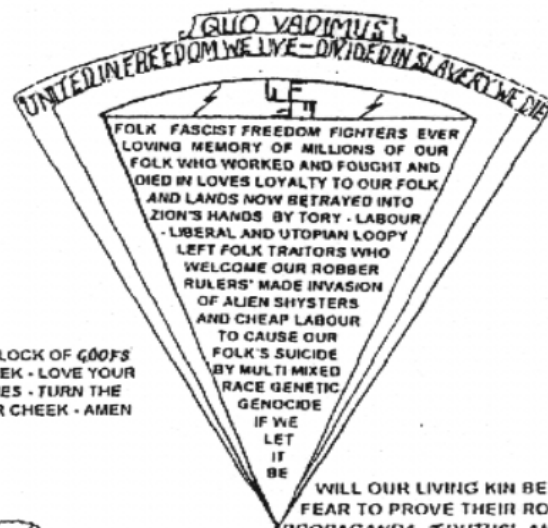 QUO VADIMUS
UNITED IN FREEDOM WE LIVE - DIVIDED IN SLAVERY WE DIE
FOLK FASCIST FREEDOM FIGHTERS EVER
LOVING MEMORY OF MILLIONS OF OUR
FOLK WHO WORKED AND FOUGHT AND
DIED IN LOVES LOYALTY TO OUR FOLK
AND LANDS NOW BETRAYED INTO
ZION'S HANDS BY TORY - LABOUR
- LIBERAL AND UTOPIAN LOOPY
LEFT FOLK TRAITORS WHO
WELCOME OUR ROBBER
RULERS' MADE INVASION
OF ALIEN SHYSTERS
AND CHEAP LABOUR
TO CAUSE OUR
FOLK'S SUICIDE
BY MULTI MIXED
RACE GENETIC
GENOCIDE
IF WE
LET
IT
BE
LOCK OF GOOFS
EEK - LOVE YOUR
IES - TURN THE
R CHEEK - AMEN
WILL OUR LIVING KIN BE
FEAR TO PROVE THEIR RO